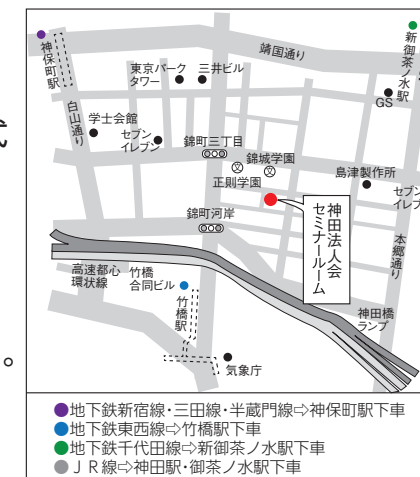 靖国通り
新御茶ノ水駅
神保町駅
東京パークタワー
三井ビル
白山通り
学士会館
セブンイレブン
GS
錦町三丁目
錦城学園
文
文
正則学園
島津製作所
セブン
イレブ
錦町河岸
神田法人会
セミナールーム
本郷通り
高速都心
環状線
竹橋
合同ビル
竹橋駅
神田橋
ランプ
気象庁
。
●地下鉄新宿線・三田線・半蔵門線⇨神保町駅下車
●地下鉄東西線⇨竹橋駅下車
●地下鉄千代田線⇨新御茶ノ水駅下車
●ＪＲ線⇨神田駅・御茶ノ水駅下車